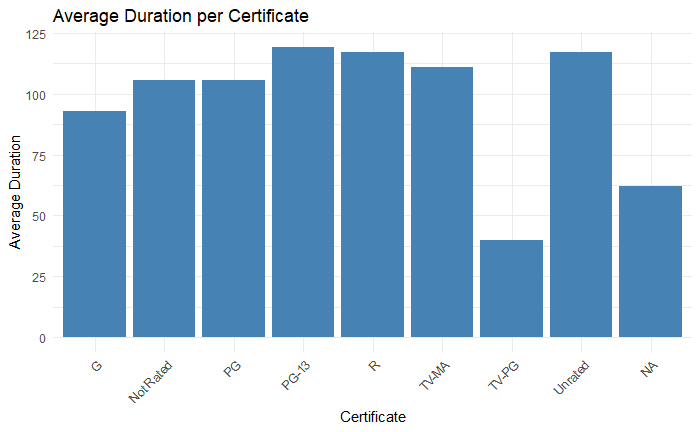 Average Duration per Certificate
Average Duration
125
100
75
50
25
0
G
Not Rated
PG
PG-13
R
TV-MA
TV-PG
Unrated
NA
Certificate